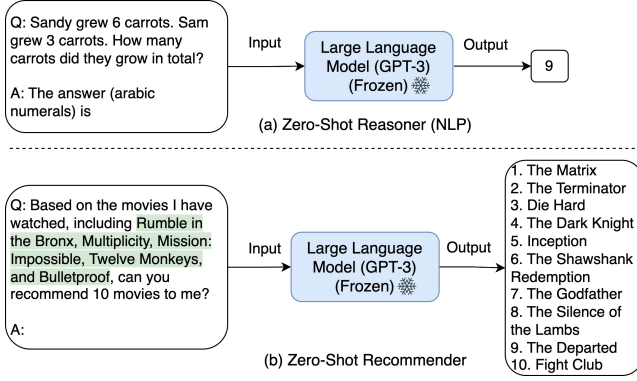 Q: Sandy grew 6 carrots. Sam
grew 3 carrots. How many
carrots did they grow in total?
A: The answer (arabic
numerals) is
Input
Large Language
Model (GPT-3)
(Frozen)
Output
9
(a) Zero-Shot Reasoner (NLP)
Q: Based on the movies I have
watched, including Rumble in
the Bronx, Multiplicity, Mission:
Impossible, Twelve Monkeys,
and Bulletproof, can you
recommend 10 movies to me?
A:
Input
Large Language
Model (GPT-3)
(Frozen)
Output
1. The Matrix
2. The Terminator
3. Die Hard
4. The Dark Knight
5. Inception
6. The Shawshank
Redemption
7. The Godfather
8. The Silence of
the Lambs
9. The Departed
10. Fight Club
(b) Zero-Shot Recommender